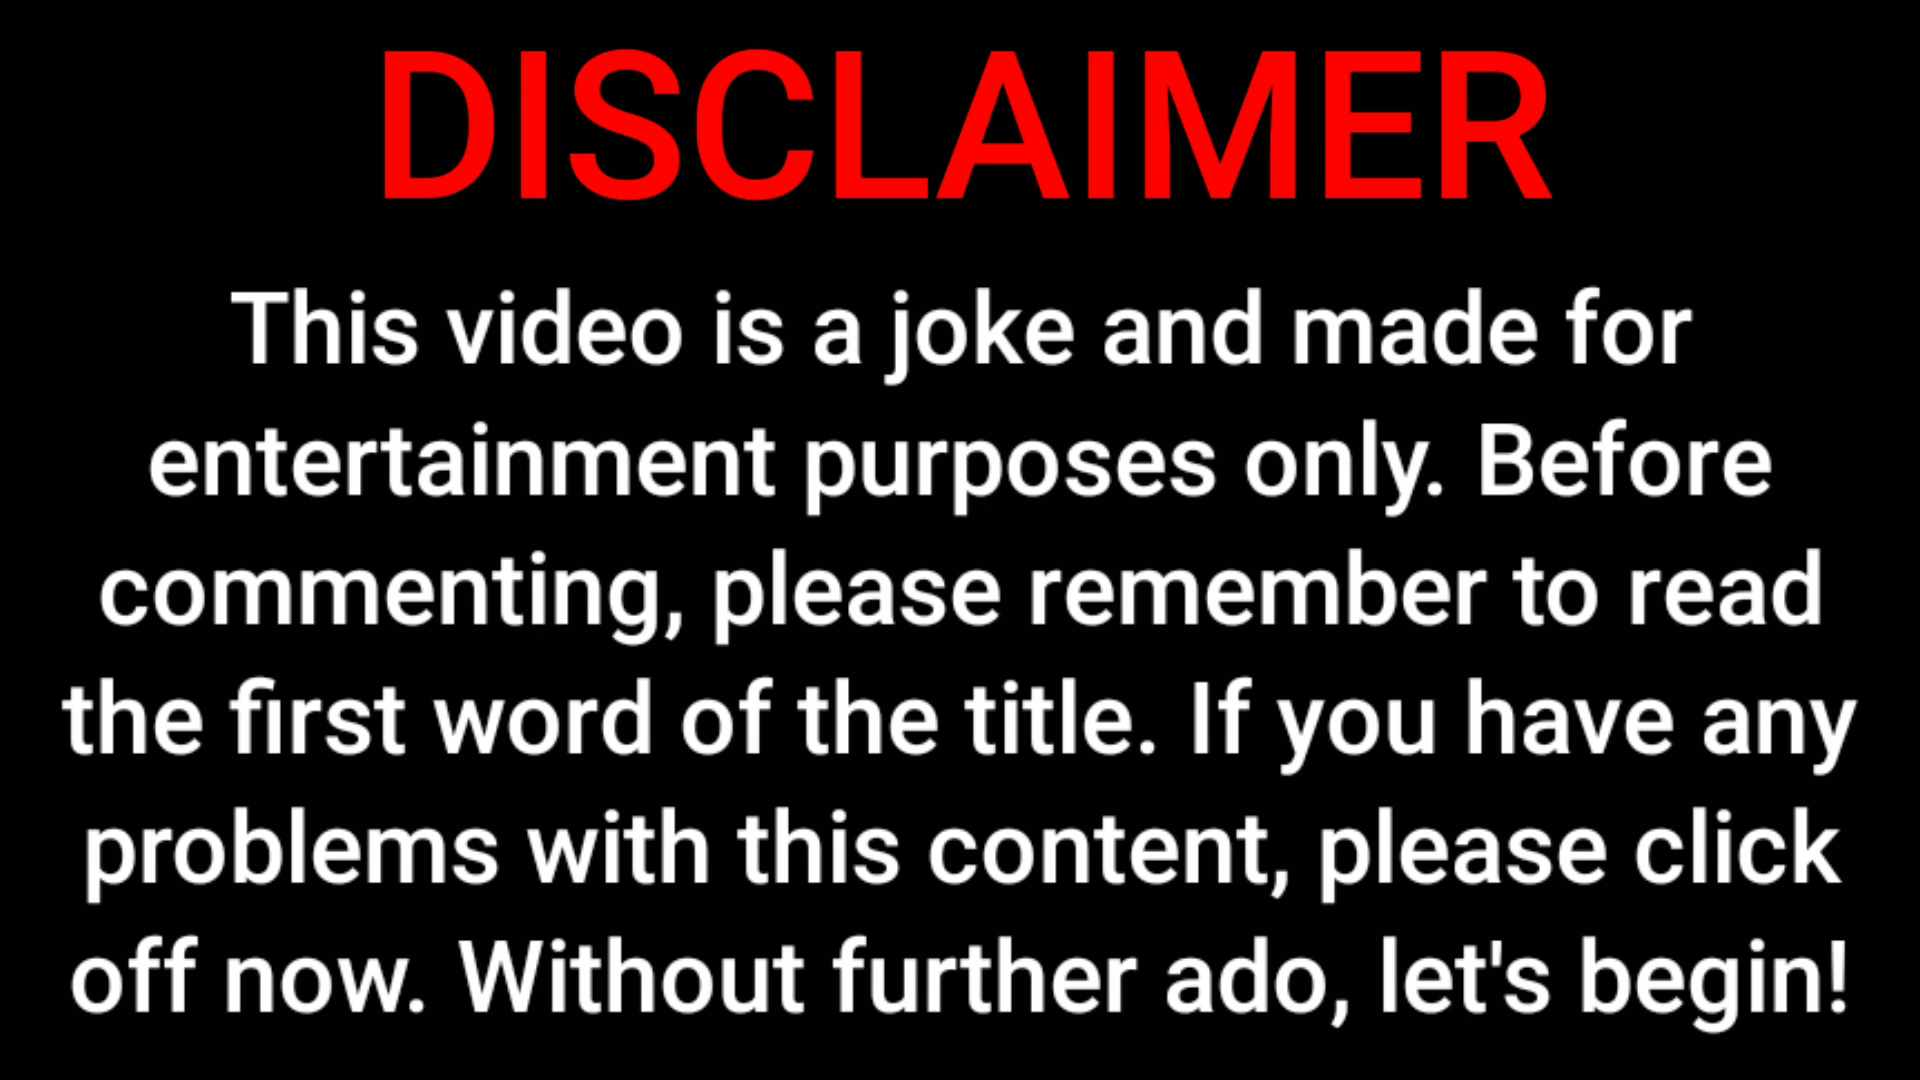 DISCLAIMER
This video is a joke and made for
entertainment purposes only. Before
commenting, please remember to read
the first word of the title. If you have any
problems with this content, please click
off now. Without further ado, let's begin!